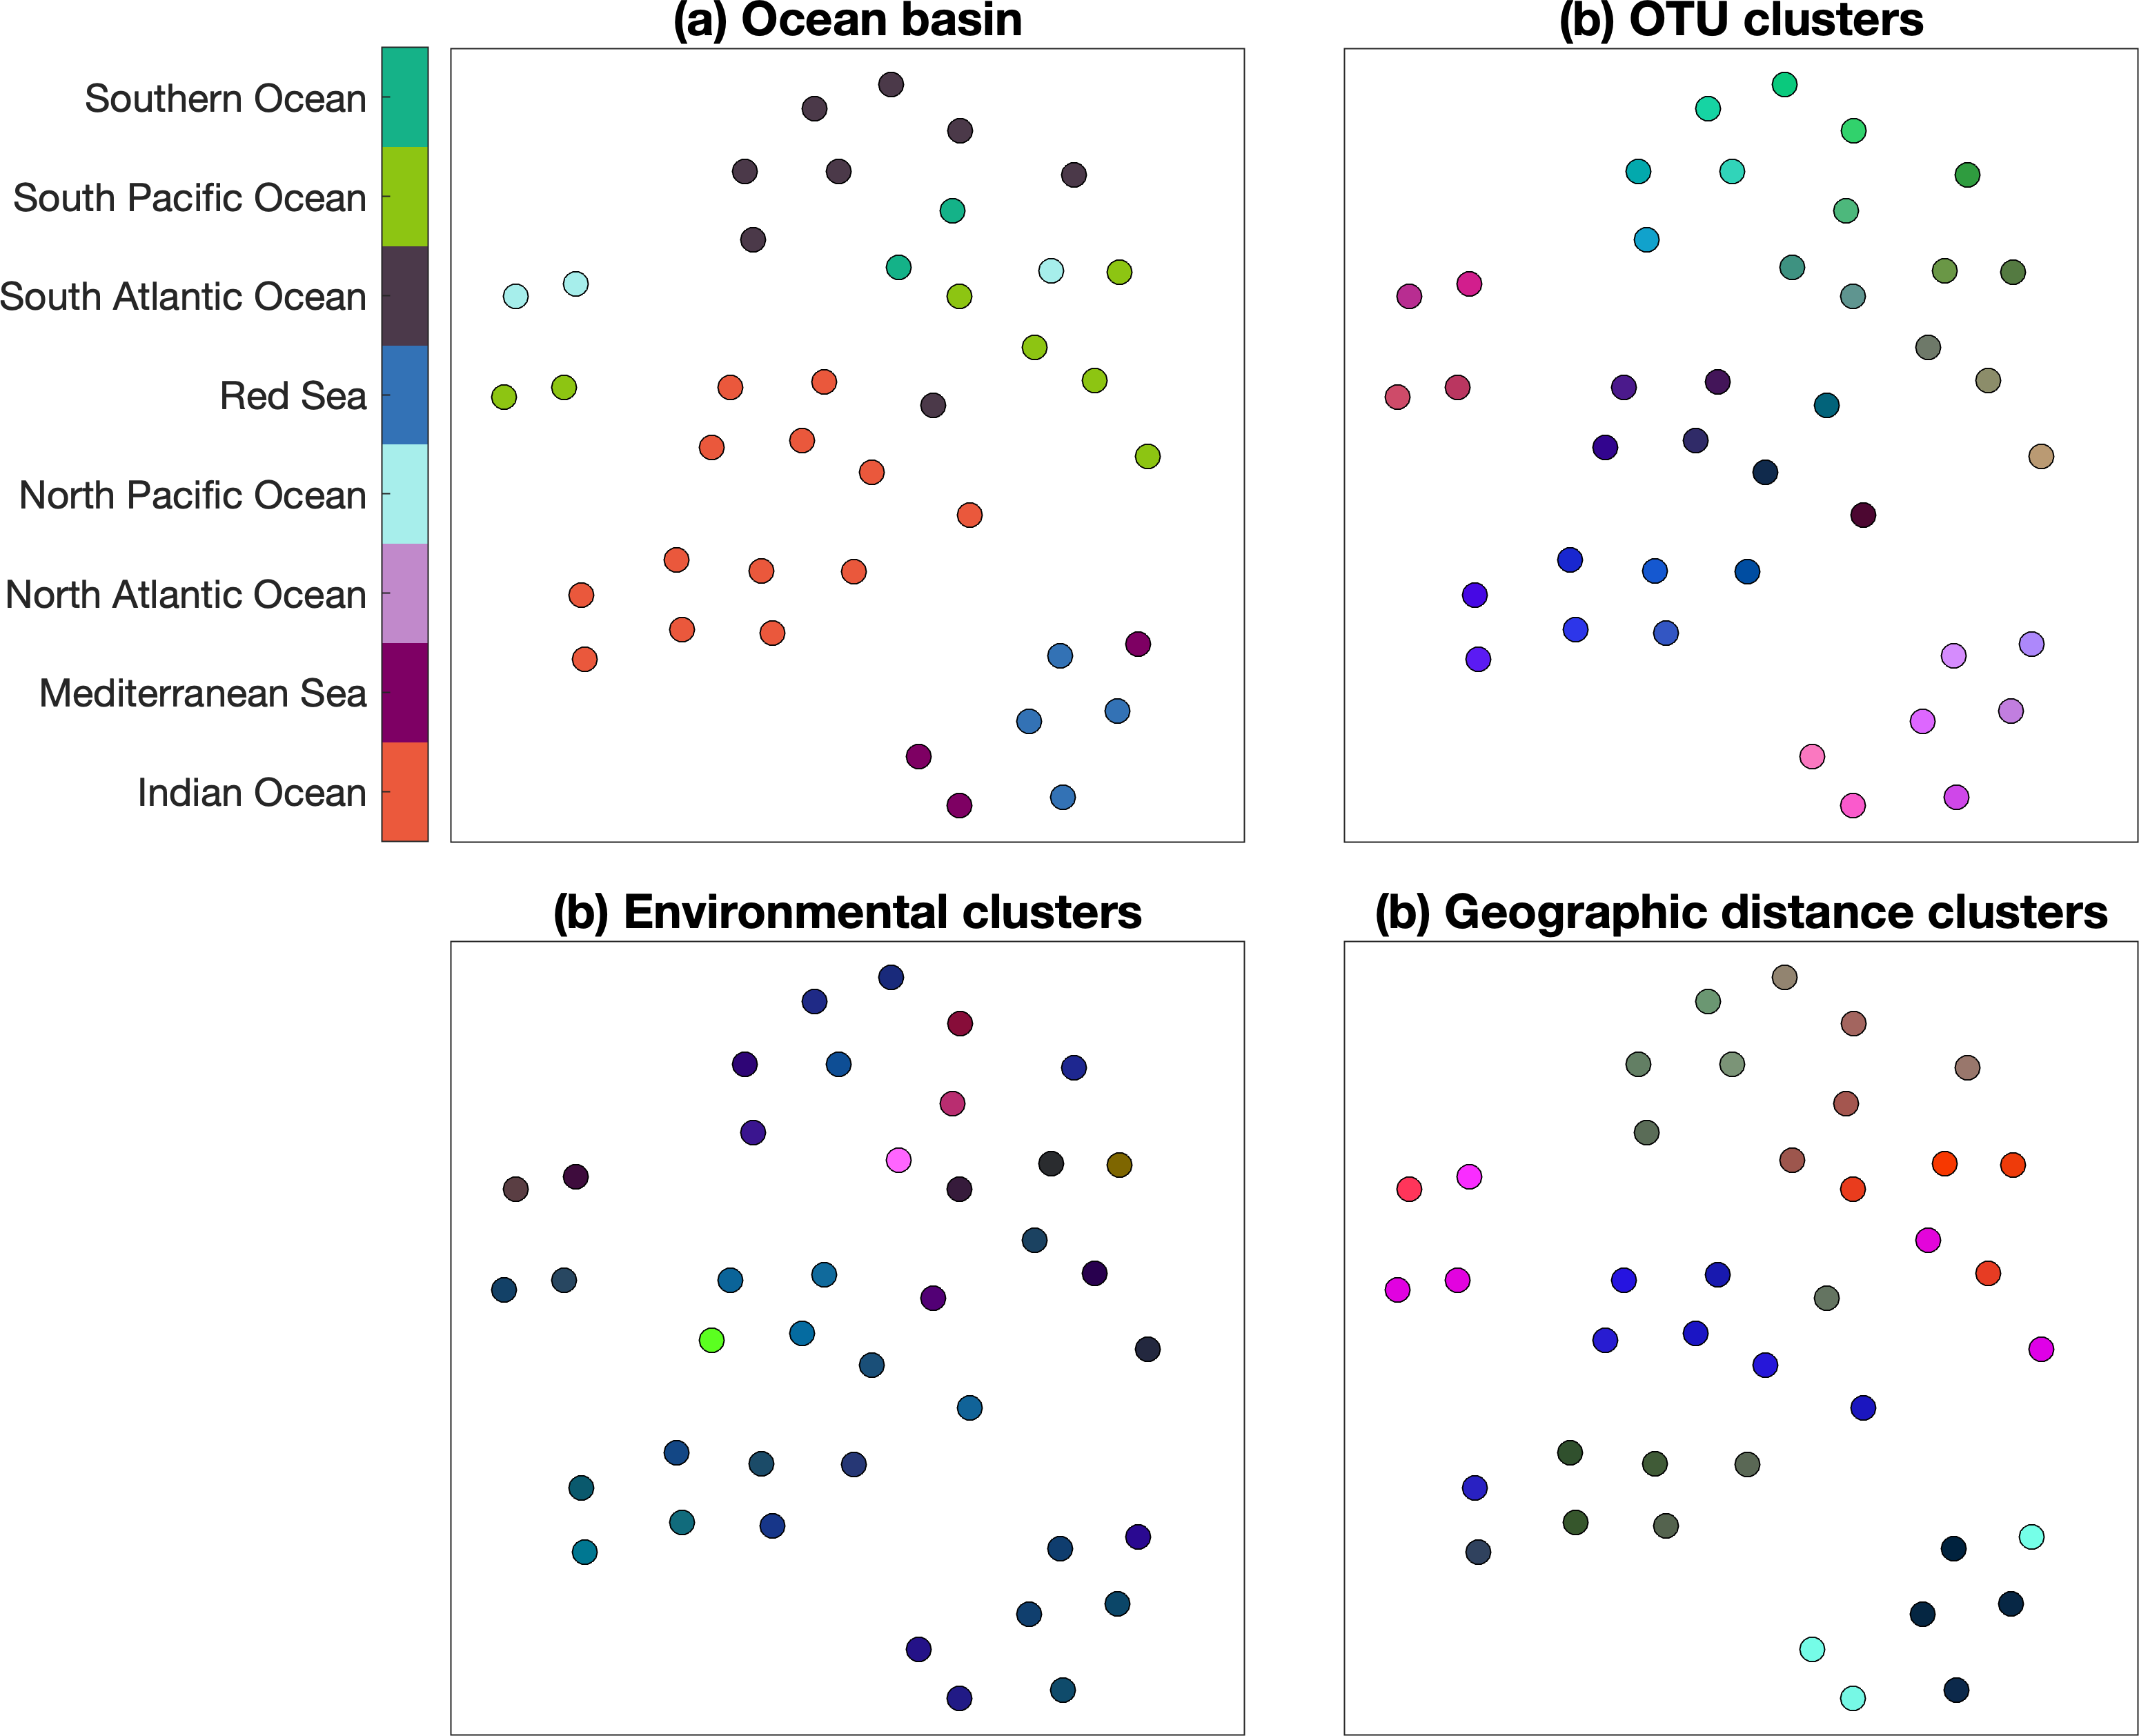 (a) Ocean basin
(b) OTU clusters
Southern Ocean
South Pacific Ocean
South Atlantic Ocean
Red Sea
North Pacific Ocean
North Atlantic Ocean
Mediterranean Sea
Indian Ocean
(b) Environmental clusters
(b) Geographic distance clusters